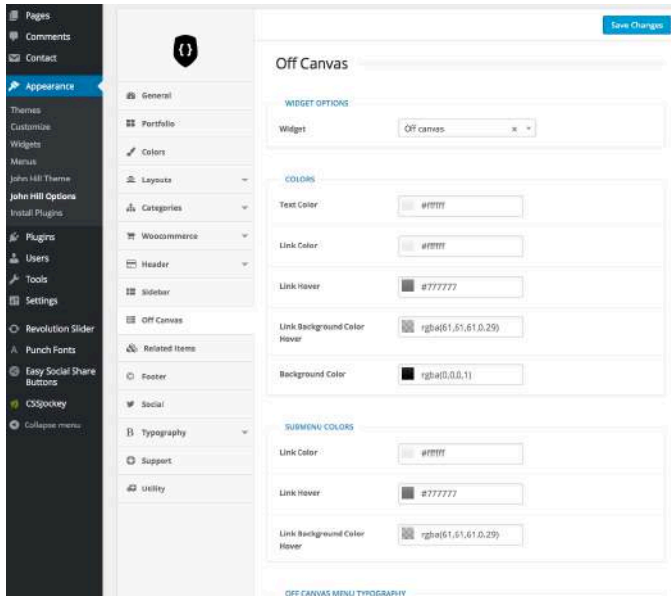 Pages
Comments
Contact
Appearance
Themes
Customize
Widgets
Menus
John Hill Theme
John Hill Options
Install Plugins
Plugins
Users
Tools
Settings
Revolution Slider
Punch Fonts
Easy Social Share
Buttons
CSSJockey
Collapse menu
{}
General
Portfolio
Colors
Layouts
Categories
Woocommerce
Header
Sidebar
Off Canvas
Related Items
Footer
Social
Typography
Support
Utility
Save Changes
Off Canvas
WIDGET OPTIONS
Widget Off canvas
COLORS
Text Color #ffffff
Link Color #ffffff
Link Hover #777777
Link Background Color
Hover rgba(61,61,61,0.29)
Background Color rgba(0,0,0,1)
SUBMENU COLORS
Link Color #ffffff
Link Hover #777777
Link Background Color
Hover rgba(61,61,61,0.29)
OFF CANVAS MENU TYPOGRAPHY